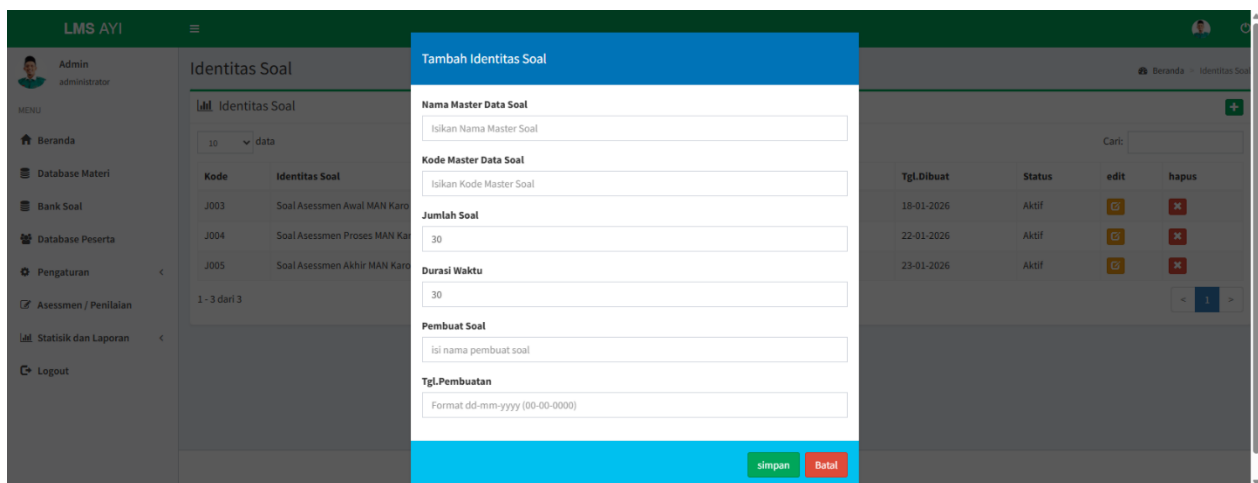 LMS AYI
Admin
administrator
MENU
Beranda
Database Materi
Bank Soal
Database Peserta
Pengaturan
Asessmen / Penilaian
Statisik dan Laporan
Logout
Identitas Soal
Beranda - Identitas Soal
Identitas Soal
10 data
Cari:
Kode Identitas Soal Tgl.Dibuat Status edit hapus
J003 Soal Asessmen Awal MAN Karo 18-01-2026 Aktif
J004 Soal Asessmen Proses MAN Kar 22-01-2026 Aktif
J005 Soal Asessmen Akhir MAN Karo 23-01-2026 Aktif
1 - 3 dari 3
< 1 >
Tambah Identitas Soal
Nama Master Data Soal
Isikan Nama Master Soal
Kode Master Data Soal
Isikan Kode Master Soal
Jumlah Soal
30
Durasi Waktu
30
Pembuat Soal
isi nama pembuat soal
Tgl.Pembuatan
Format dd-mm-yyyy (00-00-0000)
simpan Batal